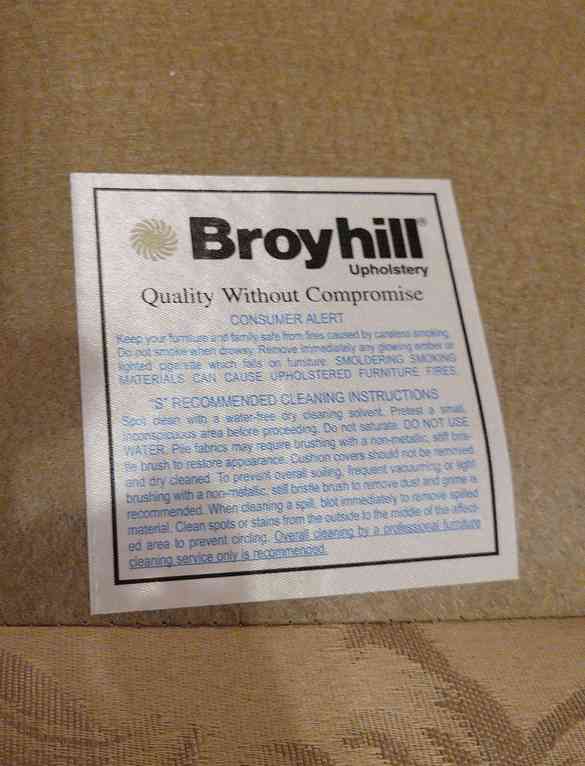 Broyhill®
Upholstery
Quality Without Compromise
CONSUMER ALERT
Keep your furniture and family safe from fires caused by careless smoking.
Do not smoke when drowsy. Remove immediately any glowing ember or
lighted cigarette which falls on furniture. SMOLDERING SMOKING
MATERIALS CAN CAUSE UPHOLSTERED FURNITURE FIRES.
"S" RECOMMENDED CLEANING INSTRUCTIONS
Spot clean with a water-free dry cleaning solvent. Pretest a small,
inconspicuous area before proceeding. Do not saturate. DO NOT USE
WATER. Pile fabrics may require brushing with a non-metallic, stiff bris-
tle brush to restore appearance. Cushion covers should not be removed
and dry cleaned. To prevent overall soiling, frequent vacuuming or light
brushing with a non-metallic, stiff bristle brush to remove dust and grime is
recommended. When cleaning a spill, blot immediately to remove spilled
material. Clean spots or stains from the outside to the middle of the affect-
ed area to prevent circling. Overall cleaning by a professional furniture
cleaning service only is recommended.